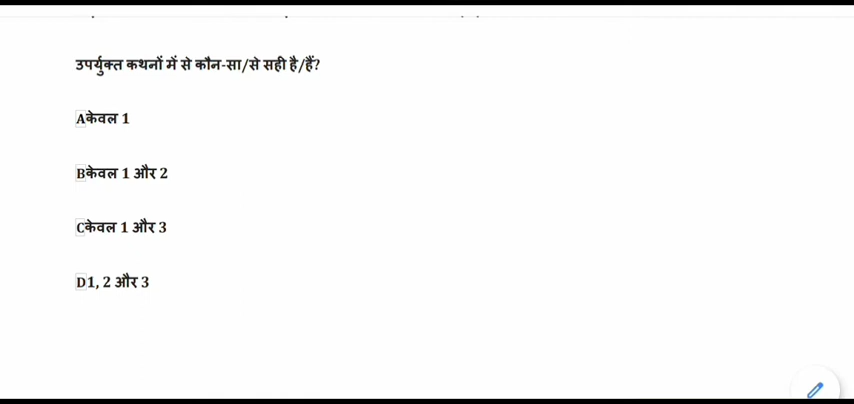 उपर्युक्त कथनों में से कौन-सा/से सही है/हैं?
Aकेवल 1
Bकेवल 1 और 2
Cकेवल 1 और 3
D1, 2 और 3